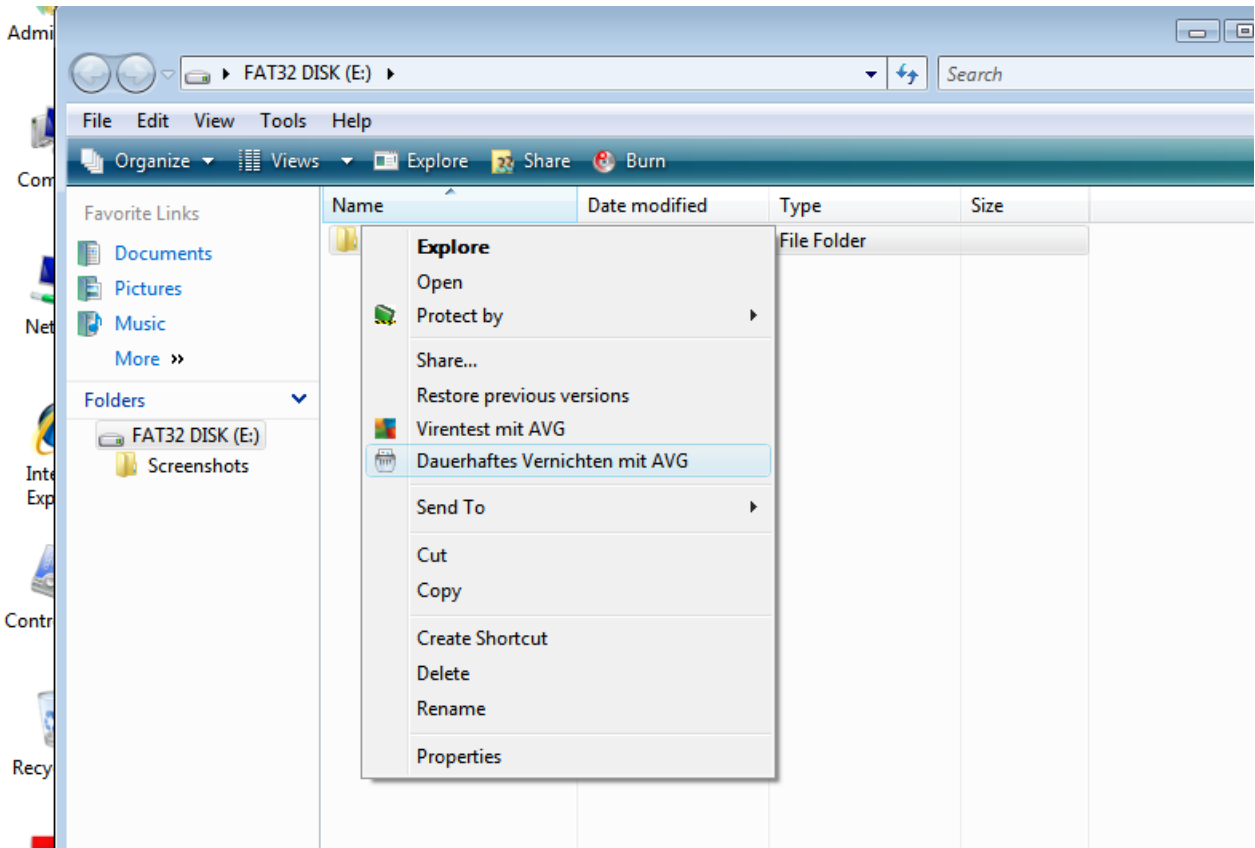 Admi
FAT32 DISK (E:)
Search
File Edit View Tools Help
Organize Views Explore Share Burn
Com
Favorite Links
Name Date modified Type Size
Documents
Explore
File Folder
Pictures
Open
Music
Protect by
Net
More »
Share...
Folders
Restore previous versions
FAT32 DISK (E:)
Virentest mit AVG
Screenshots
Dauerhaftes Vernichten mit AVG
Inte
Exp
Send To
Cut
Copy
Contr
Create Shortcut
Delete
Rename
Properties
Recy